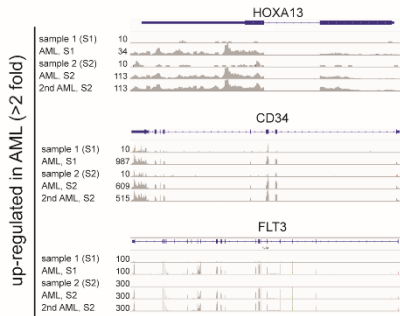 HOXA13
sample 1 (S1) 10
AML, S1 34
sample 2 (S2) 10
AML, S2 113
2nd AML, S2 113
CD34
sample 1 (S1) 10
AML, S1 987
sample 2 (S2) 10
AML, S2 609
2nd AML, S2 515
FLT3
sample 1 (S1) 100
AML, S1 100
sample 2 (S2) 300
AML, S2 300
2nd AML, S2 300
up-regulated in AML (>2 fold)